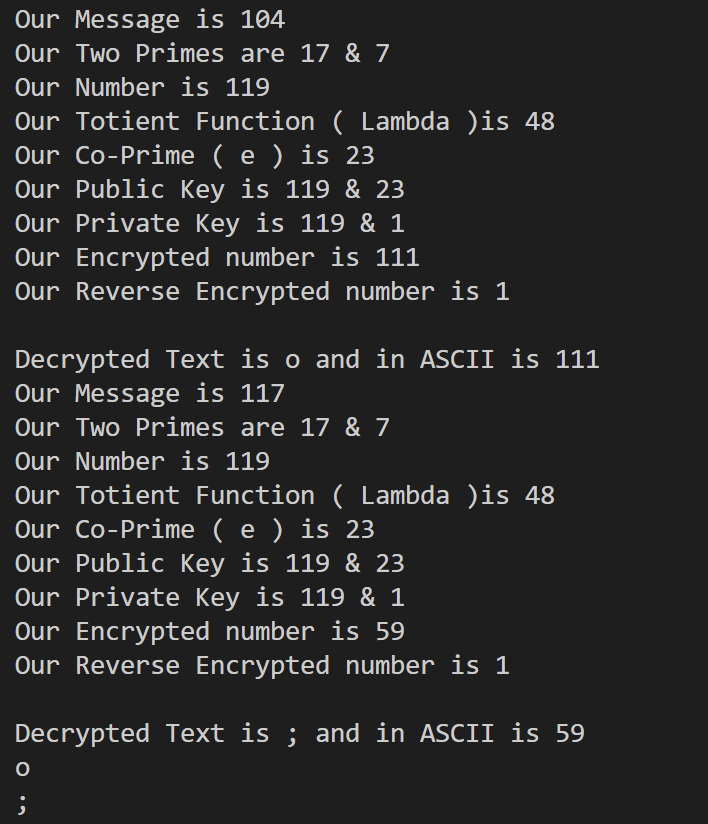 Our Message is 104
Our Two Primes are 17 & 7
Our Number is 119
Our Totient Function ( Lambda )is 48
Our Co-Prime ( e ) is 23
Our Public Key is 119 & 23
Our Private Key is 119 & 1
Our Encrypted number is 111
Our Reverse Encrypted number is 1
Decrypted Text is o and in ASCII is 111
Our Message is 117
Our Two Primes are 17 & 7
Our Number is 119
Our Totient Function ( Lambda )is 48
Our Co-Prime ( e ) is 23
Our Public Key is 119 & 23
Our Private Key is 119 & 1
Our Encrypted number is 59
Our Reverse Encrypted number is 1
Decrypted Text is ; and in ASCII is 59
o
;